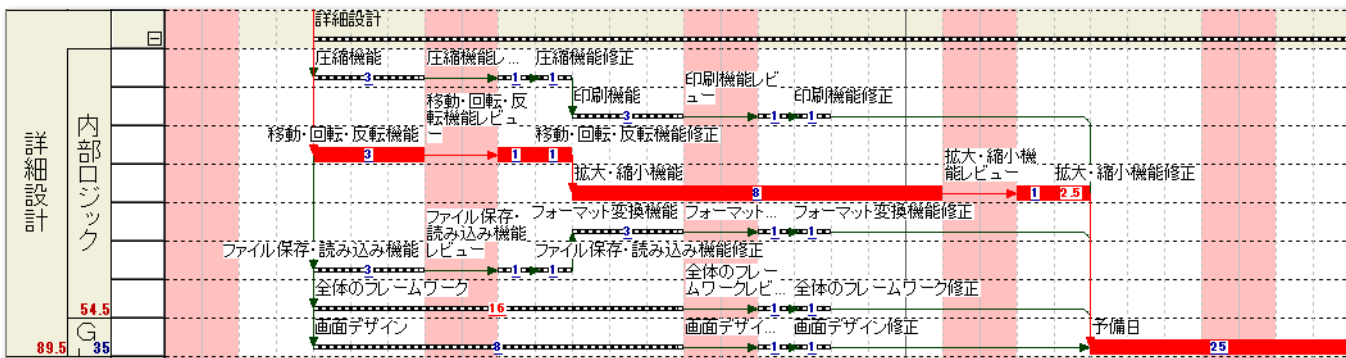 詳細設計
圧縮機能
圧縮機能レ...
圧縮機能修正
3
1
1
印刷機能
印刷機能レビ
ュー
印刷機能修正
3
1
1
移動・回転・反
転機能レビュ
ー
移動・回転・反転機能
移動・回転・反転機能修正
3
1
1
拡大・縮小機能
拡大・縮小機
能レビュー
拡大・縮小機能修正
8
1
2.5
ファイル保存・
読み込み機能
レビュー
フォーマット変換機能
フォーマット...
フォーマット変換機能修正
3
1
1
ファイル保存・読み込み機能
ファイル保存・読み込み機能修正
3
1
1
全体のフレームワーク
全体のフレー
ムワークレビ...
全体のフレームワーク修正
16
1
1
画面デザイン
画面デザイ...
画面デザイン修正
予備日
8
1
1
25
詳細設計
89.5
内部ロジック
54.5
G
35